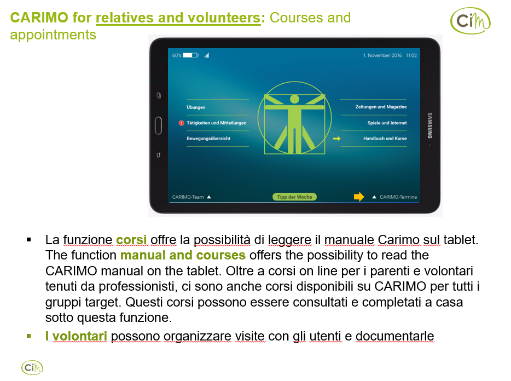 CARIMO for relatives and volunteers: Courses and
appointments
Cim
60%
1. November 2016 11:02
Übungen
Zeitungen und Magazine
Tätigkeiten und Mitteilungen
Spiele und Internet
Bewegungsübersicht
Handbuch und Kurse
SAMSUNG
CARIMO-Team
Tipp der Woche
CARIMO-Termine
▪ La funzione corsi offre la possibilità di leggere il manuale Carimo sul tablet.
The function manual and courses offers the possibility to read the
CARIMO manual on the tablet. Oltre a corsi on line per i parenti e volontari
tenuti da professionisti, ci sono anche corsi disponibili su CARIMO per tutti i
gruppi target. Questi corsi possono essere consultati e completati a casa
sotto questa funzione.
▪ I volontari possono organizzare visite con gli utenti e documentarle
Cim